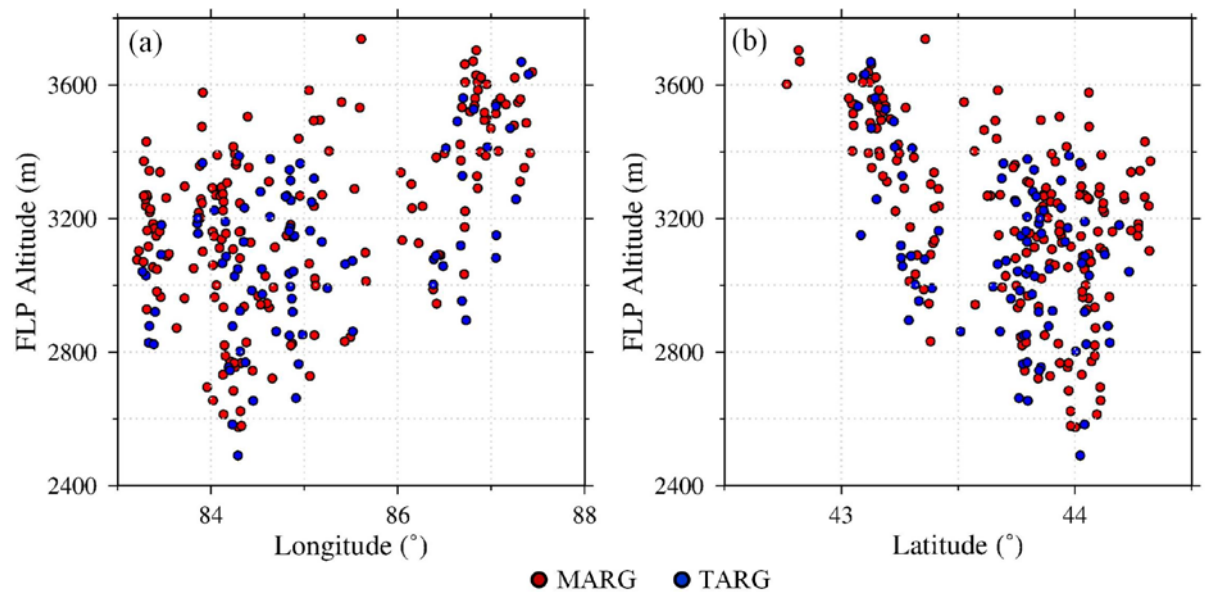 (a)
3600
3200
2800
2400
FLP Altitude (m)
84
86
88
Longitude (°)
(b)
3600
3200
2800
2400
FLP Altitude (m)
43
44
Latitude (°)
MARG
TARG